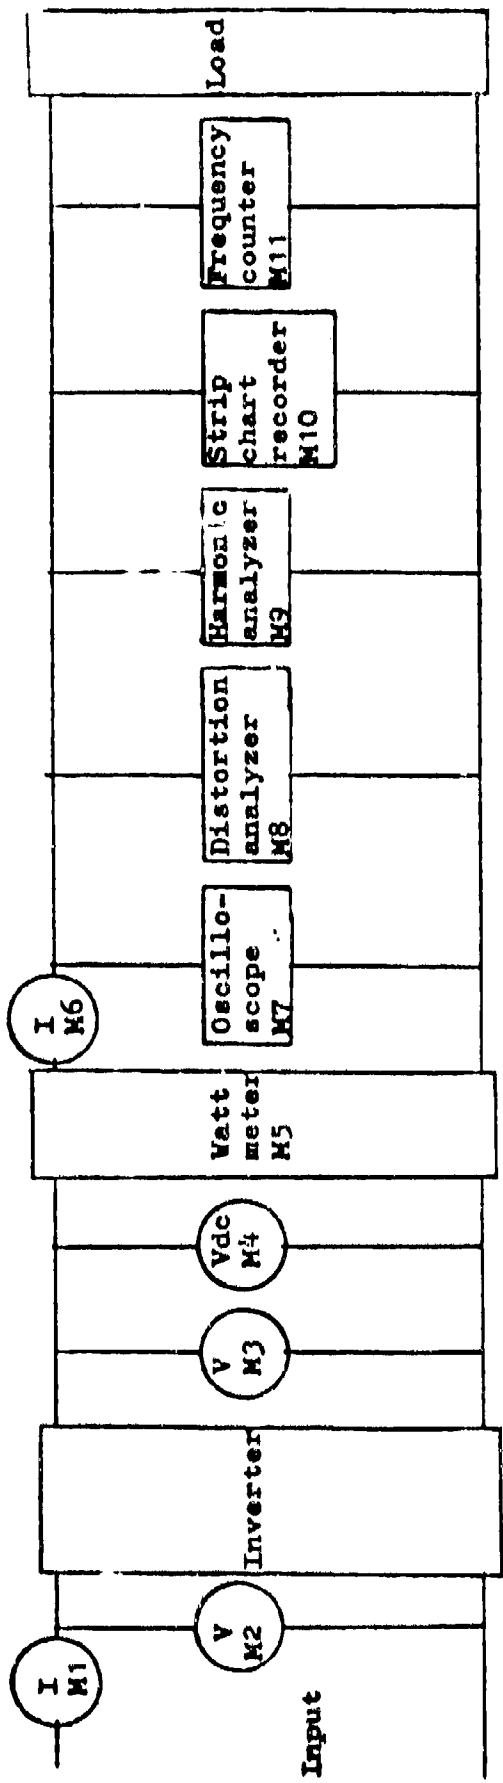 Input
I
M1
V
M2
Inverter
V
M3
Vdc
M4
Watt
meter
M5
I
M6
Oscillo-
scope
M7
Distortion
analyzer
M8
Harmonic
analyzer
M9
Strip
chart
recorder
M10
Frequency
counter
M11
Load